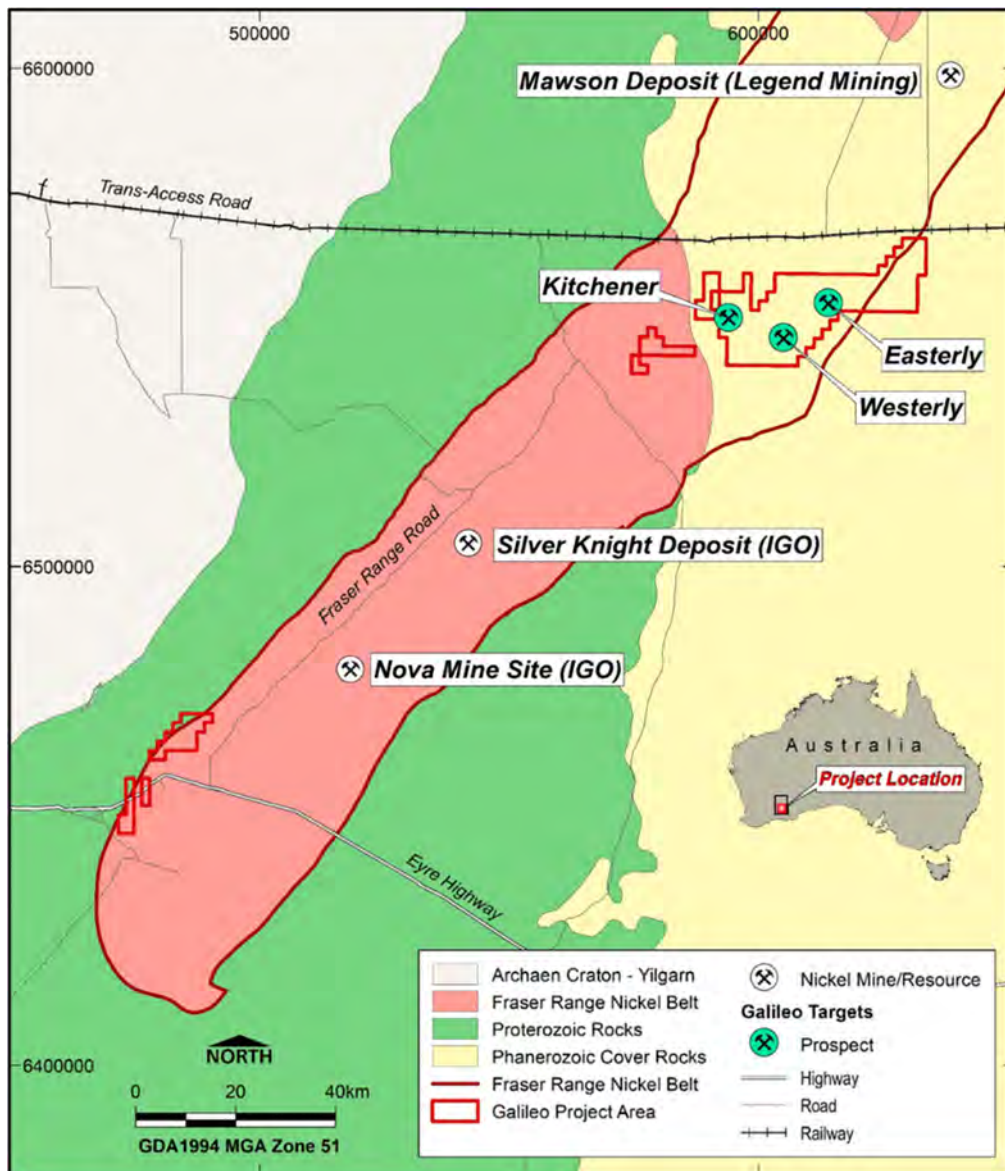 500000
600000
6600000
Mawson Deposit (Legend Mining)
Trans-Access Road
Kitchener
Easterly
Westerly
Fraser Range Road
Silver Knight Deposit (IGO)
6500000
Nova Mine Site (IGO)
Australia
Project Location
Eyre Highway
6400000
NORTH
0 20 40km
GDA1994 MGA Zone 51
Archaen Craton - Yilgarn
Fraser Range Nickel Belt
Proterozoic Rocks
Phanerozoic Cover Rocks
Fraser Range Nickel Belt
Galileo Project Area
Nickel Mine/Resource
Galileo Targets
Prospect
Highway
Road
Railway